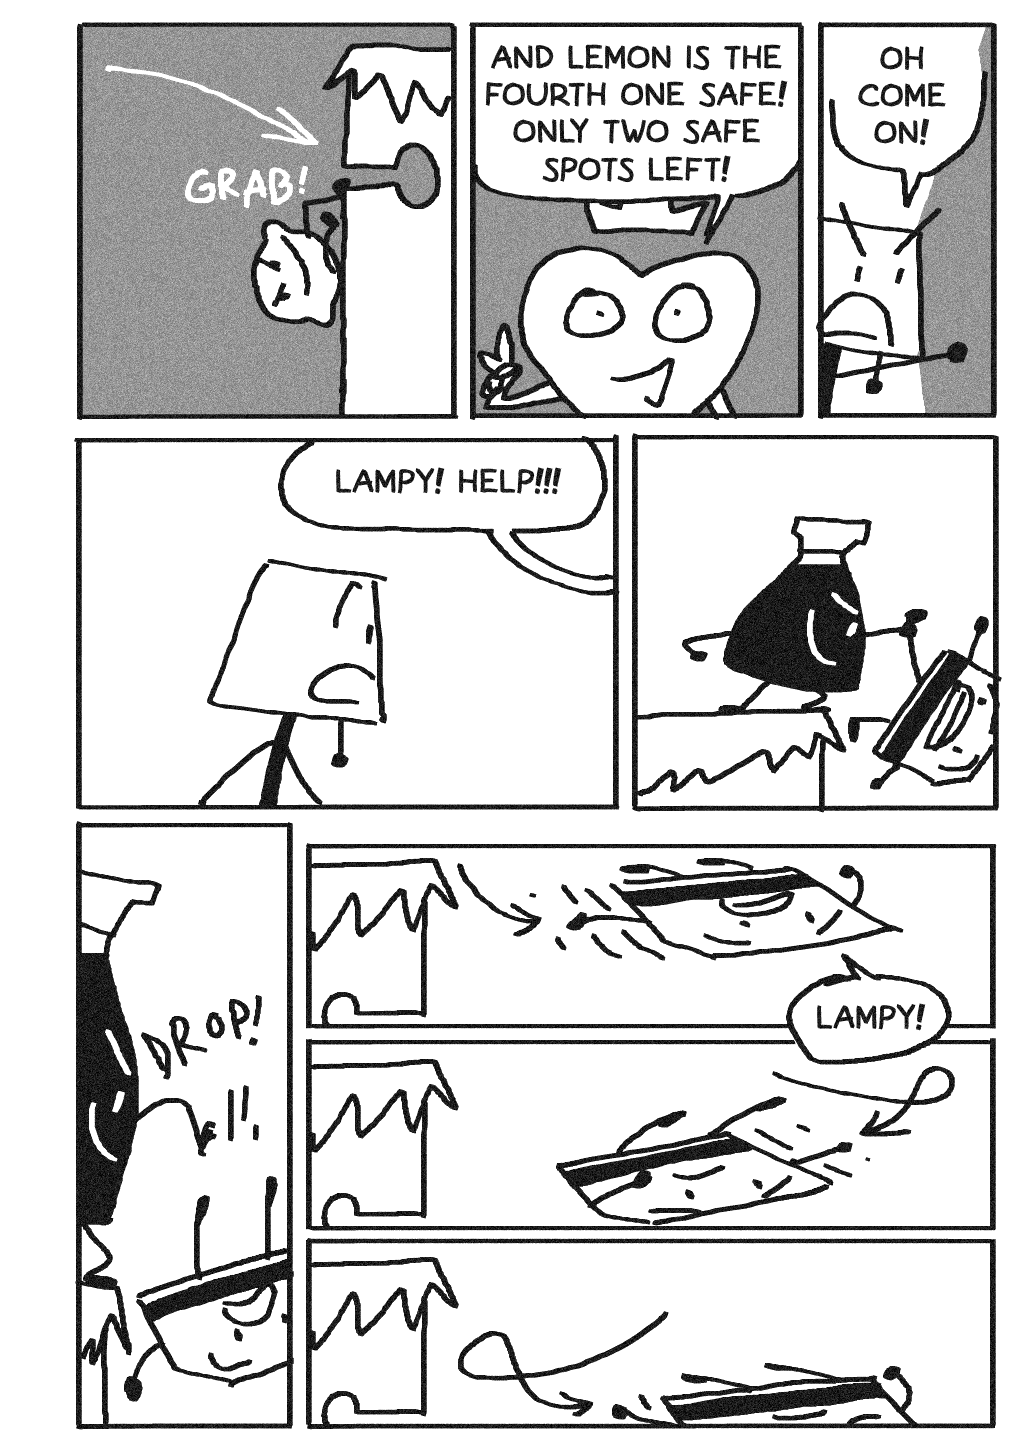 GRAB!
AND LEMON IS THE
FOURTH ONE SAFE!
ONLY TWO SAFE
SPOTS LEFT!
OH
COME
ON!
LAMPY! HELP!!!
DROP!
LAMPY!